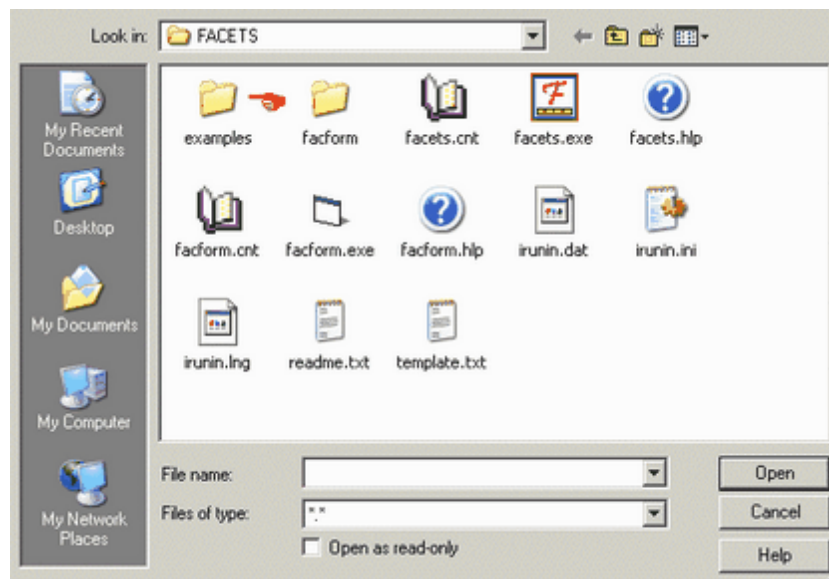 Look in: FACETS
My Recent
Documents
Desktop
My Documents
My Computer
My Network
Places
examples facform facets.cnt facets.exe facets.hlp
facform.cnt facform.exe facform.hlp irunin.dat irunin.ini
irunin.lng readme.txt template.txt
File name: Open
Files of type: *.* Cancel
Open as read-only Help